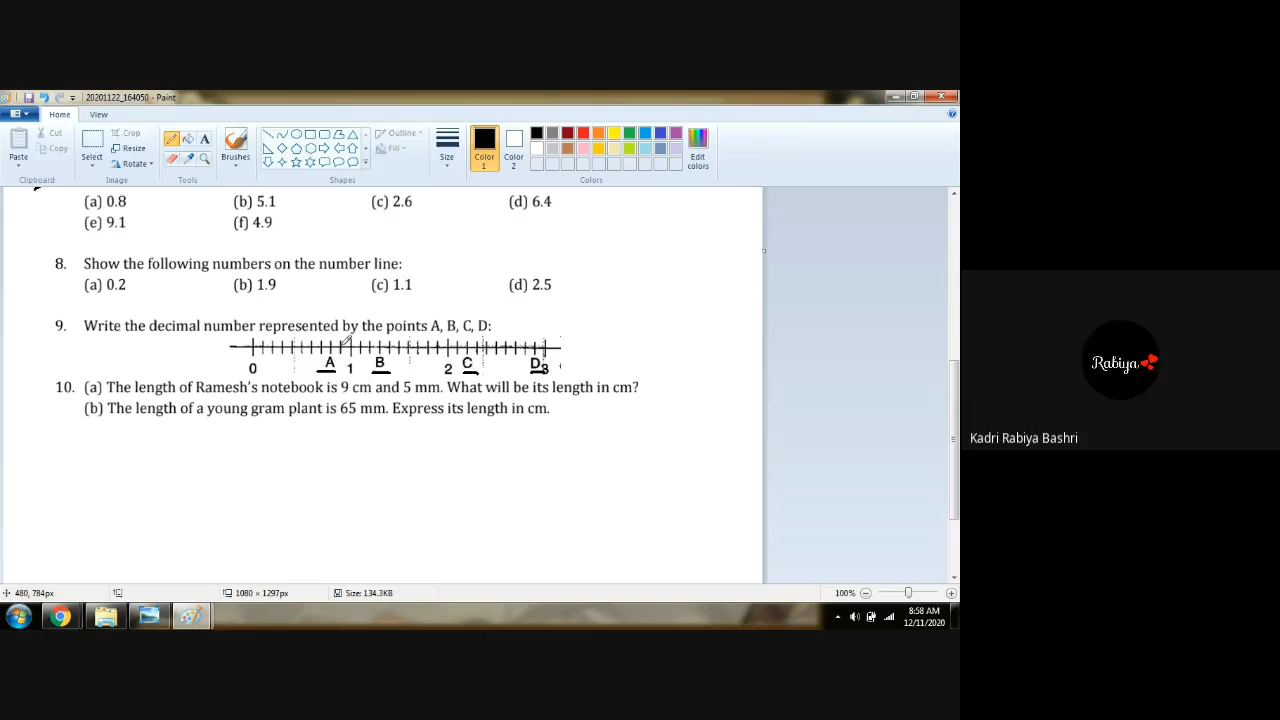 20201122_164050 - Paint
Home View
Paste Cut Copy Select Crop Resize Rotate Brushes Outline Fill Size Color 1 Color 2 Edit colors
Clipboard Image Tools Shapes Colors
(a) 0.8 (b) 5.1 (c) 2.6 (d) 6.4
(e) 9.1 (f) 4.9
8. Show the following numbers on the number line:
(a) 0.2 (b) 1.9 (c) 1.1 (d) 2.5
9. Write the decimal number represented by the points A, B, C, D:
A B C D
0 1 2 3
10. (a) The length of Ramesh's notebook is 9 cm and 5 mm. What will be its length in cm?
(b) The length of a young gram plant is 65 mm. Express its length in cm.
Rabiya
Kadri Rabiya Bashri
480, 784px 1080 × 1297px Size: 134.3KB 100%
8:58 AM
12/11/2020